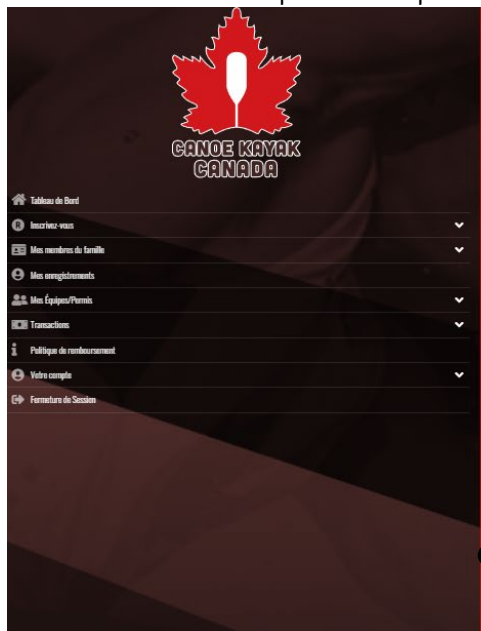 CANOE KAYAK
CANADA
Tableau de Bord
Inscrivez-vous
Mes membres du famille
Mes enregistrements
Mes Équipes/Permis
Transactions
Politique de remboursement
Votre compte
Fermeture de Session